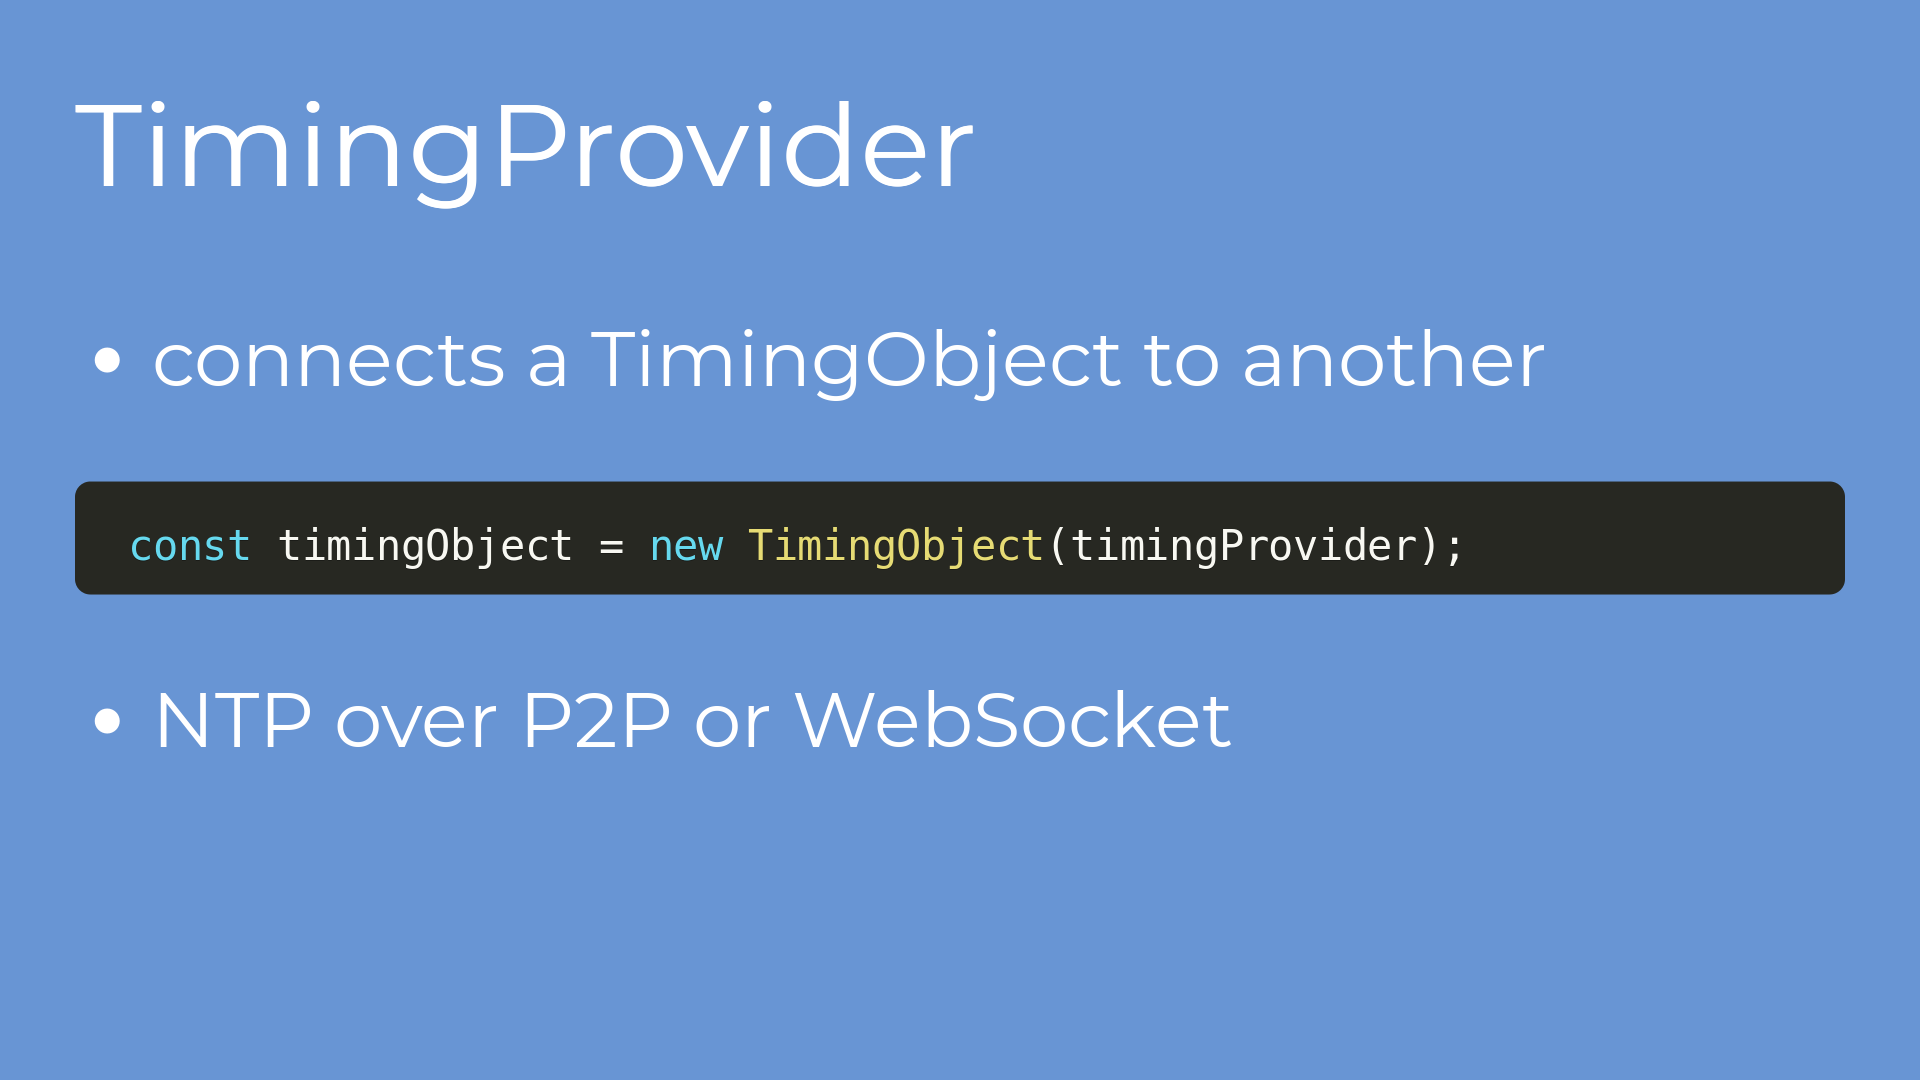 TimingProvider
• connects a TimingObject to another
const timingObject = new TimingObject(timingProvider);
• NTP over P2P or WebSocket